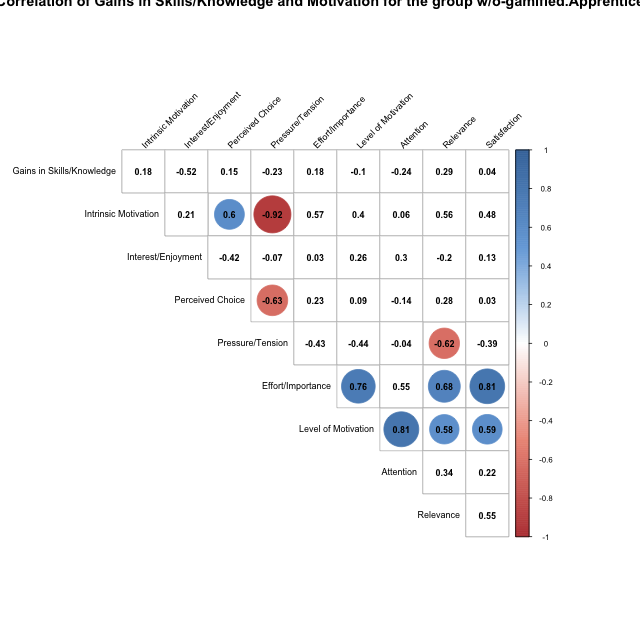 Correlation of Gains in Skills/Knowledge and Motivation for the group w/o-gamified.Apprentice
Intrinsic Motivation
Interest/Enjoyment
Perceived Choice
Pressure/Tension
Effort/Importance
Level of Motivation
Attention
Relevance
Satisfaction
Gains in Skills/Knowledge 0.18 -0.52 0.15 -0.23 0.18 -0.1 -0.24 0.29 0.04
Intrinsic Motivation 0.21 0.6 -0.92 0.57 0.4 0.06 0.56 0.48
Interest/Enjoyment -0.42 -0.07 0.03 0.26 0.3 -0.2 0.13
Perceived Choice -0.63 0.23 0.09 -0.14 0.28 0.03
Pressure/Tension -0.43 -0.44 -0.04 -0.62 -0.39
Effort/Importance 0.76 0.55 0.68 0.81
Level of Motivation 0.81 0.58 0.59
Attention 0.34 0.22
Relevance 0.55
1
0.8
0.6
0.4
0.2
0
-0.2
-0.4
-0.6
-0.8
-1